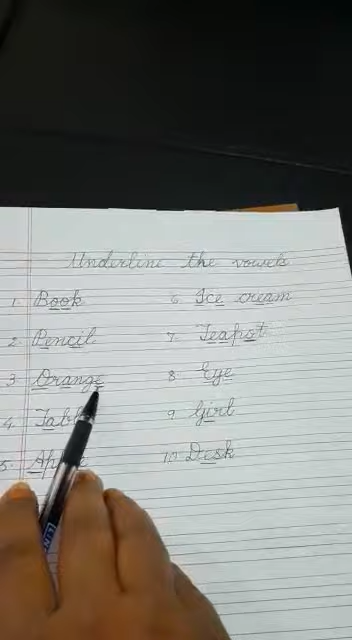 Underline the vowels
1. Book
2. Pencil
3. Orange
4.
5.
6 Ice cream
7. Teapot
8 Eye
9 Girl
10. Desk